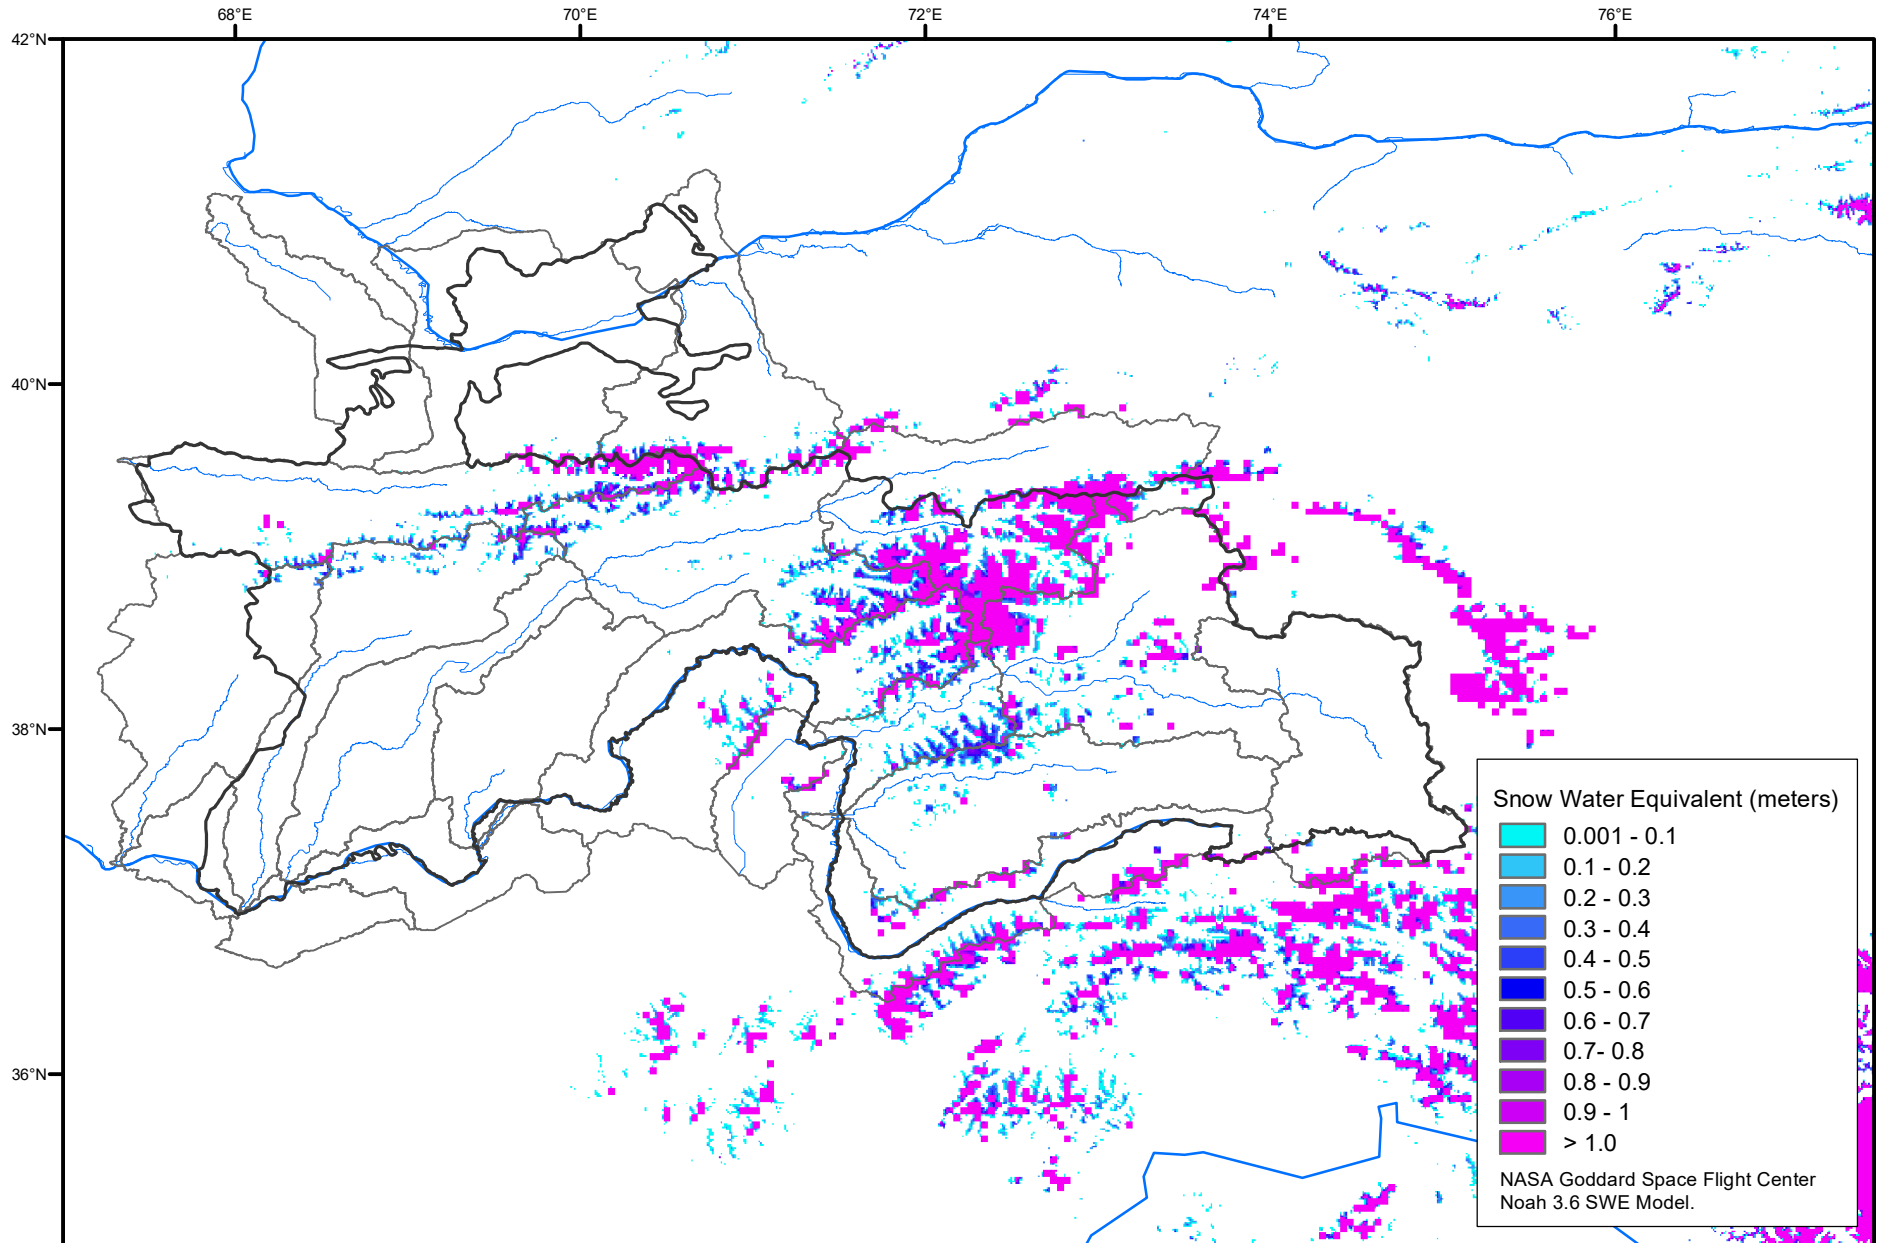 68°E 70°E 72°E 74°E 76°E
42°N
40°N
38°N
36°N
Snow Water Equivalent (meters)
0.001 - 0.1
0.1 - 0.2
0.2 - 0.3
0.3 - 0.4
0.4 - 0.5
0.5 - 0.6
0.6 - 0.7
0.7- 0.8
0.8 - 0.9
0.9 - 1
> 1.0
NASA Goddard Space Flight Center
Noah 3.6 SWE Model.